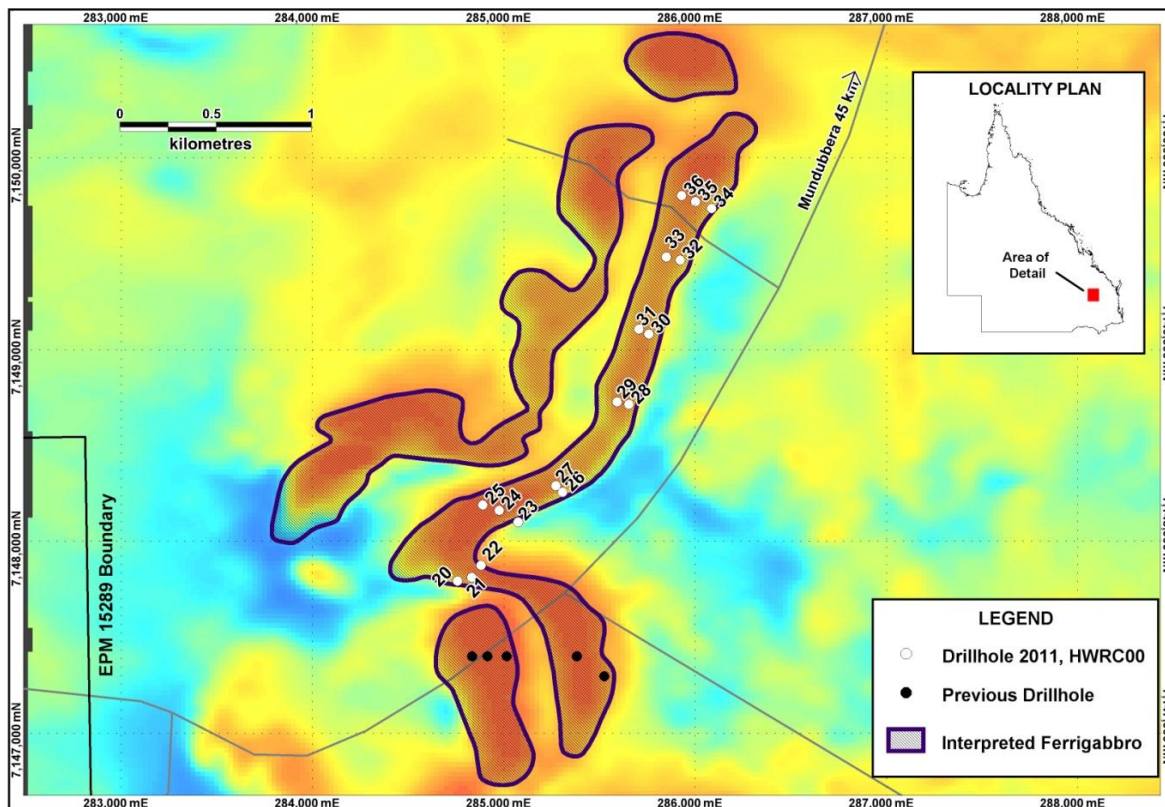 283,000 mE
284,000 mE
285,000 mE
286,000 mE
287,000 mE
288,000 mE
0
0.5
1
kilometres
Mundubbera 45 km
LOCALITY PLAN
Area of
Detail
7,150,000 mN
7,149,000 mN
7,148,000 mN
7,147,000 mN
36
35
34
33
32
31
30
29
28
27
26
25
24
23
22
20
21
EPM 15289 Boundary
LEGEND
Drillhole 2011, HWRC00
Previous Drillhole
Interpreted Ferrigabbro
283,000 mE
284,000 mE
285,000 mE
286,000 mE
287,000 mE
288,000 mE